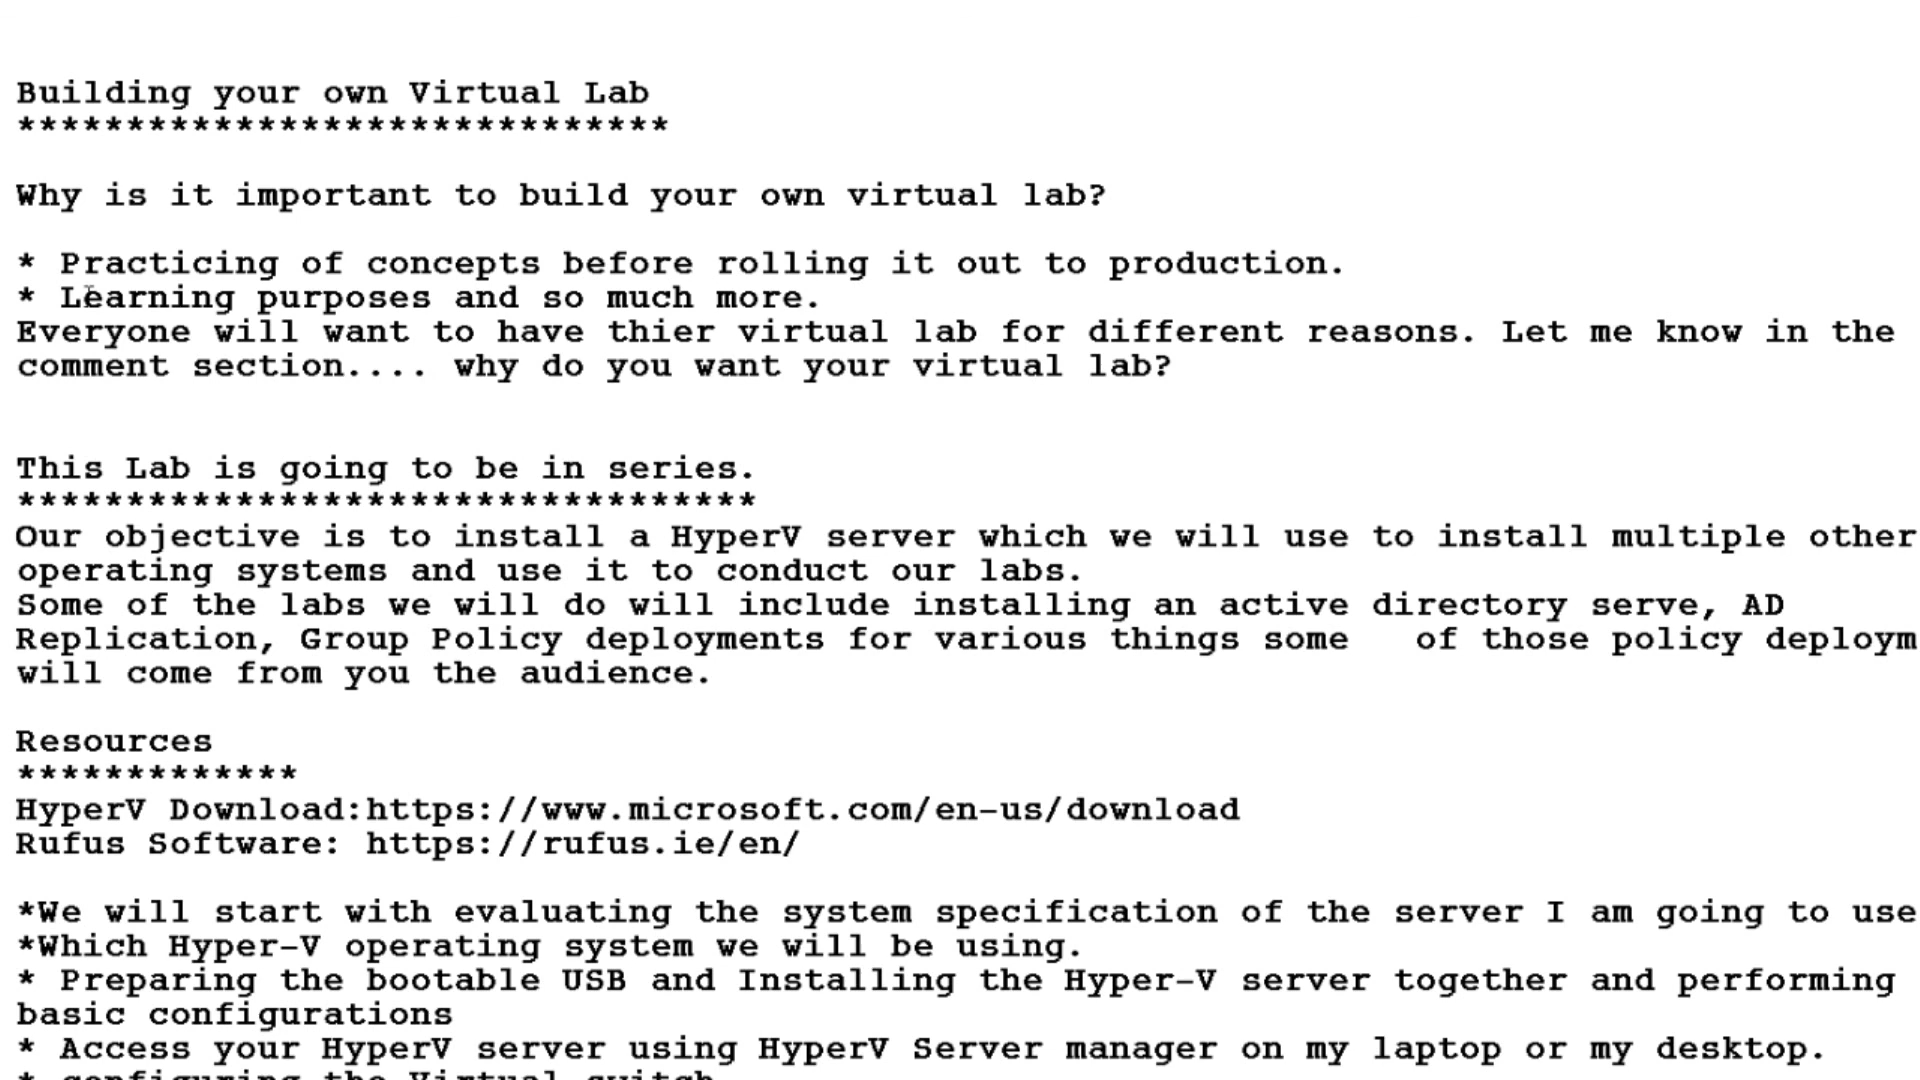 Building your own Virtual Lab
******************************
Why is it important to build your own virtual lab?
* Practicing of concepts before rolling it out to production.
* Learning purposes and so much more.
Everyone will want to have thier virtual lab for different reasons. Let me know in the
comment section.... why do you want your virtual lab?
This Lab is going to be in series.
**********************************
Our objective is to install a HyperV server which we will use to install multiple other
operating systems and use it to conduct our labs.
Some of the labs we will do will include installing an active directory serve, AD
Replication, Group Policy deployments for various things some   of those policy deploym
will come from you the audience.
Resources
*************
HyperV Download:https://www.microsoft.com/en-us/download
Rufus Software: https://rufus.ie/en/
*We will start with evaluating the system specification of the server I am going to use
*Which Hyper-V operating system we will be using.
* Preparing the bootable USB and Installing the Hyper-V server together and performing
basic configurations
* Access your HyperV server using HyperV Server manager on my laptop or my desktop.
* configuring the Virtual switch